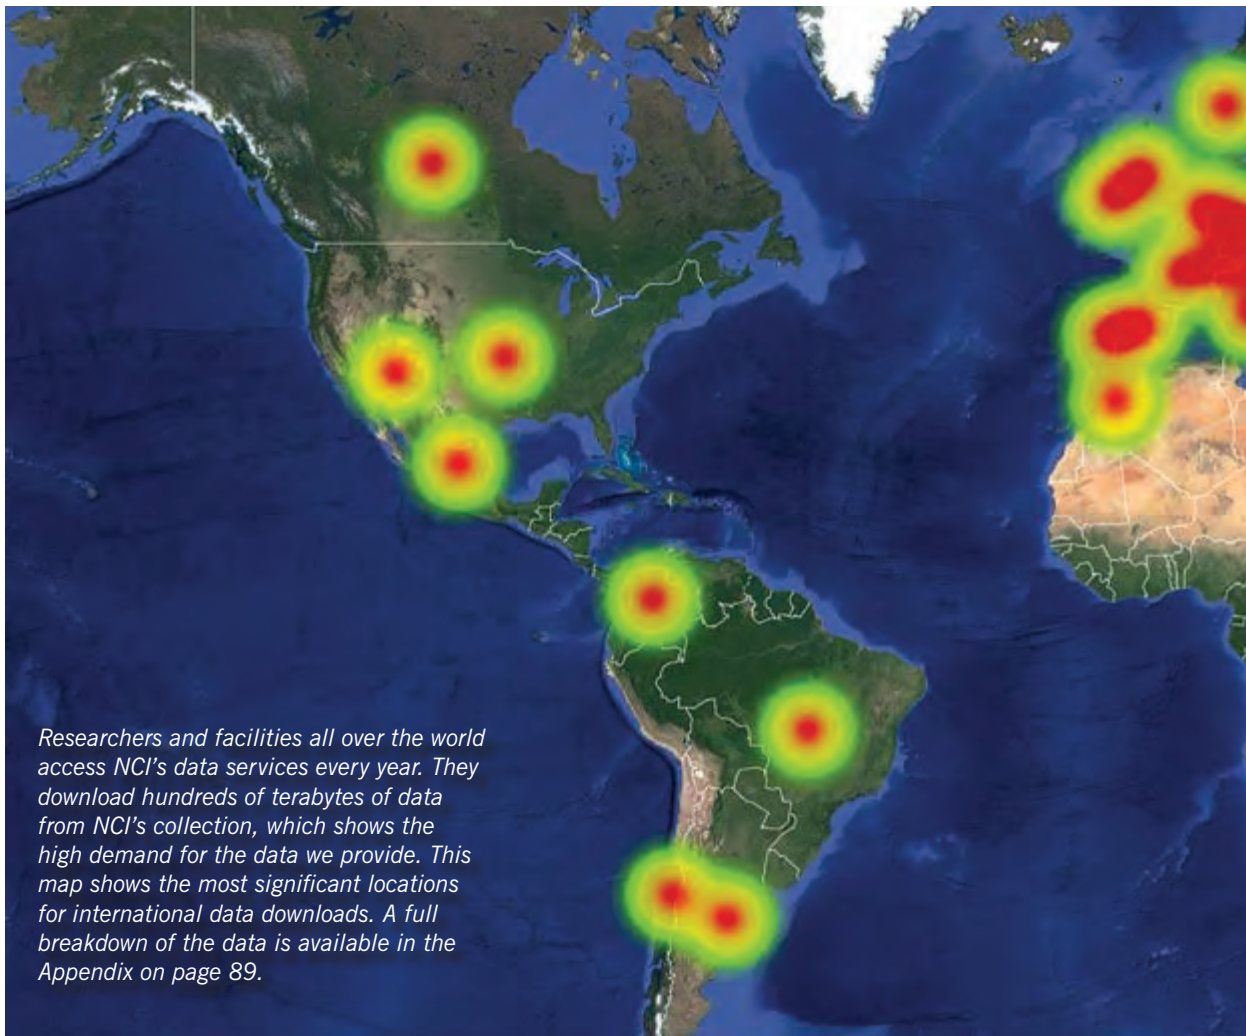 Researchers and facilities all over the world
access NCI’s data services every year. They
download hundreds of terabytes of data
from NCI’s collection, which shows the
high demand for the data we provide. This
map shows the most significant locations
for international data downloads. A full
breakdown of the data is available in the
Appendix on page 89.